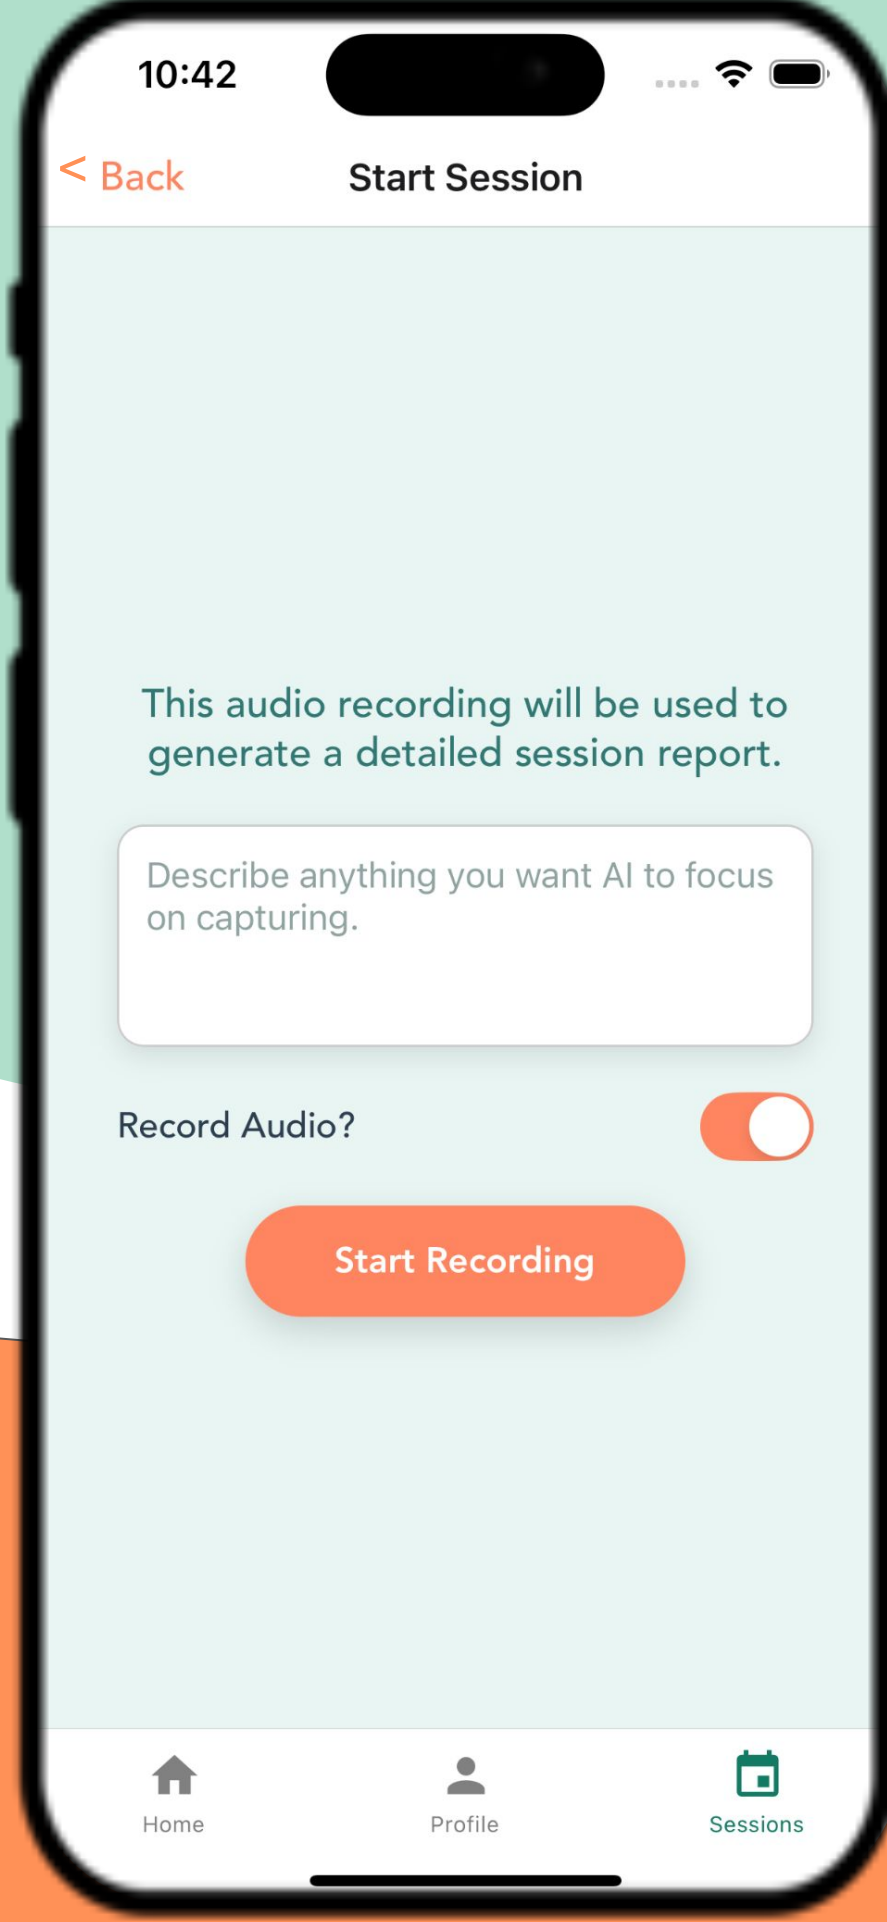 10:42
< Back
Start Session
This audio recording will be used to
generate a detailed session report.
Describe anything you want AI to focus
on capturing.
Record Audio?
Start Recording
Home
Profile
Sessions